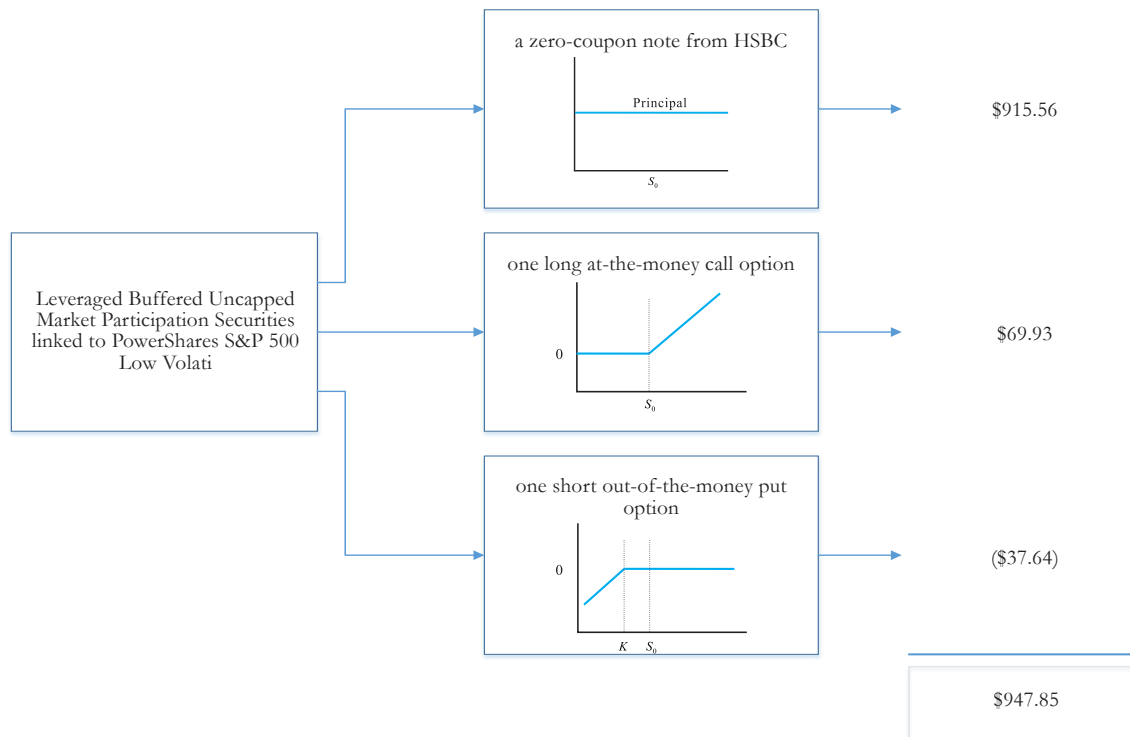 a zero-coupon note from HSBC
Principal
S₀
$915.56
Leveraged Buffered Uncapped
Market Participation Securities
linked to PowerShares S&P 500
Low Volati
one long at-the-money call option
0
S₀
$69.93
one short out-of-the-money put
option
0
K S₀
($37.64)
$947.85